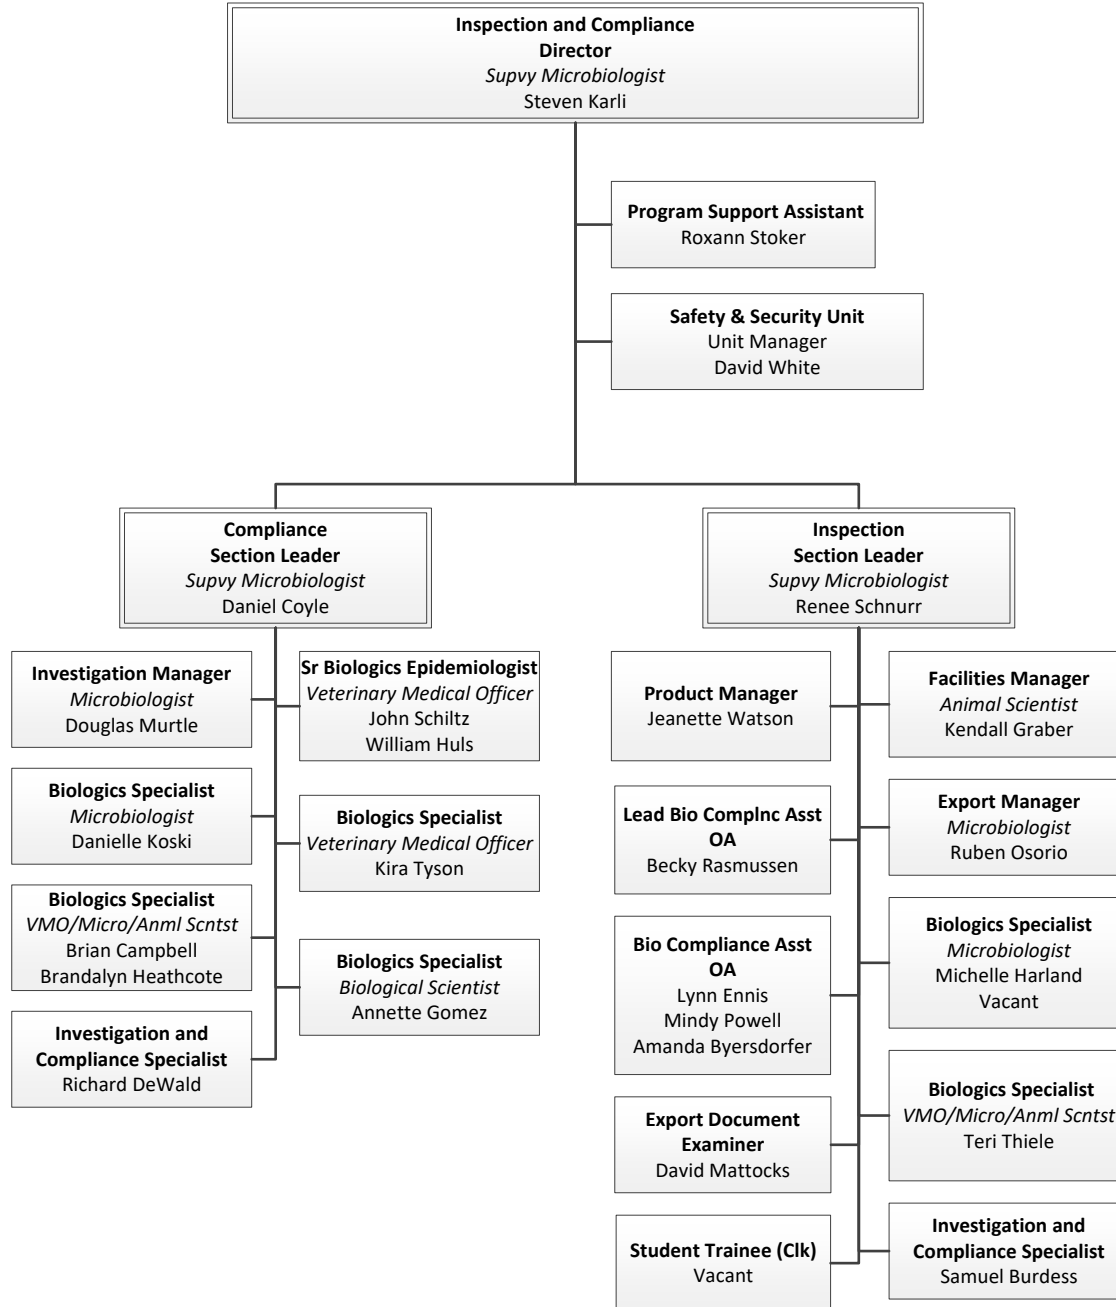 Inspection and Compliance
Director
Supvy Microbiologist
Steven Karli
Program Support Assistant
Roxann Stoker
Safety & Security Unit
Unit Manager
David White
Compliance
Section Leader
Supvy Microbiologist
Daniel Coyle
Inspection
Section Leader
Supvy Microbiologist
Renee Schnurr
Investigation Manager
Microbiologist
Douglas Murtle
Sr Biologics Epidemiologist
Veterinary Medical Officer
John Schiltz
William Huls
Biologics Specialist
Microbiologist
Danielle Koski
Biologics Specialist
Veterinary Medical Officer
Kira Tyson
Biologics Specialist
VMO/Micro/Anml Scntst
Brian Campbell
Brandalyn Heathcote
Biologics Specialist
Biological Scientist
Annette Gomez
Investigation and
Compliance Specialist
Richard DeWald
Product Manager
Jeanette Watson
Facilities Manager
Animal Scientist
Kendall Graber
Lead Bio Complnc Asst
OA
Becky Rasmussen
Export Manager
Microbiologist
Ruben Osorio
Bio Compliance Asst
OA
Lynn Ennis
Mindy Powell
Amanda Byersdorfer
Biologics Specialist
Microbiologist
Michelle Harland
Vacant
Export Document
Examiner
David Mattocks
Biologics Specialist
VMO/Micro/Anml Scntst
Teri Thiele
Student Trainee (Clk)
Vacant
Investigation and
Compliance Specialist
Samuel Burdess